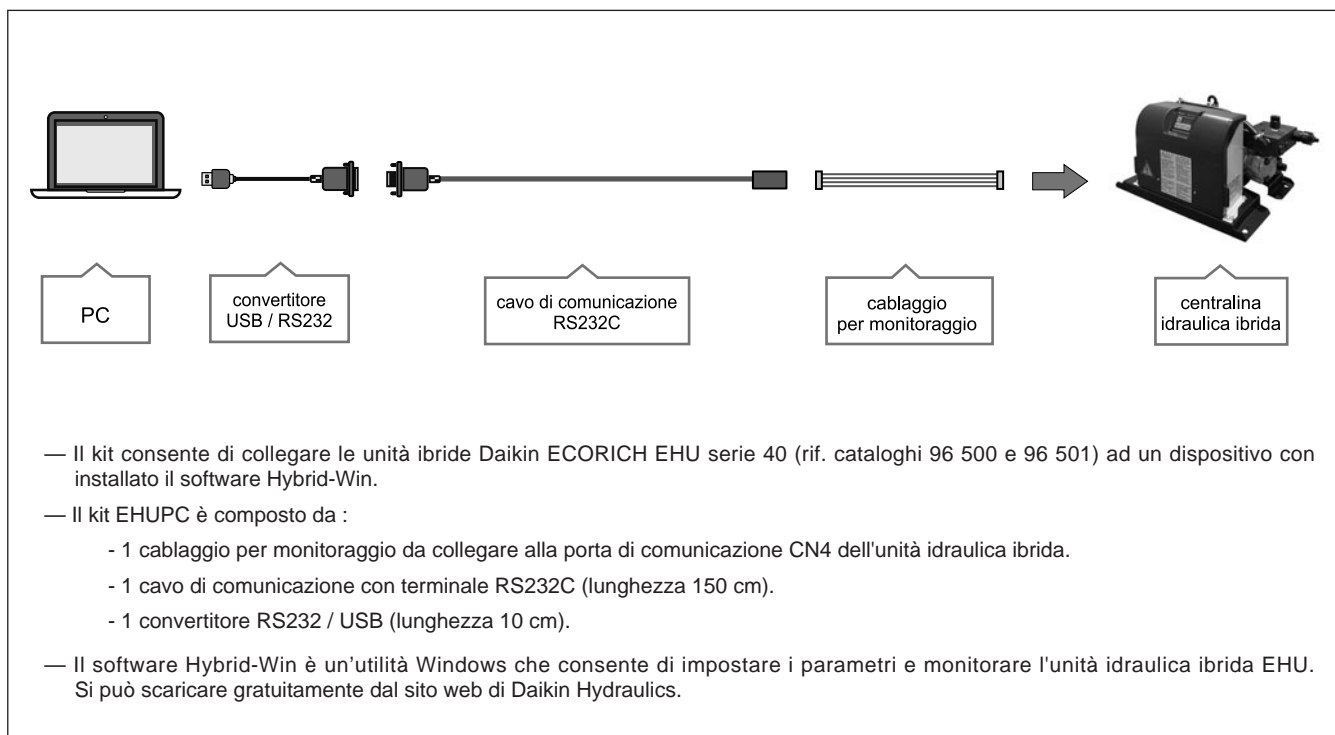 PC
convertitore
USB / RS232
cavo di comunicazione
RS232C
cablaggio
per monitoraggio
centralina
idraulica ibrida
— Il kit consente di collegare le unità ibride Daikin ECORICH EHU serie 40 (rif. cataloghi 96 500 e 96 501) ad un dispositivo con
installato il software Hybrid-Win.
— Il kit EHUPC è composto da :
- 1 cablaggio per monitoraggio da collegare alla porta di comunicazione CN4 dell'unità idraulica ibrida.
- 1 cavo di comunicazione con terminale RS232C (lunghezza 150 cm).
- 1 convertitore RS232 / USB (lunghezza 10 cm).
— Il software Hybrid-Win è un’utilità Windows che consente di impostare i parametri e monitorare l'unità idraulica ibrida EHU.
Si può scaricare gratuitamente dal sito web di Daikin Hydraulics.